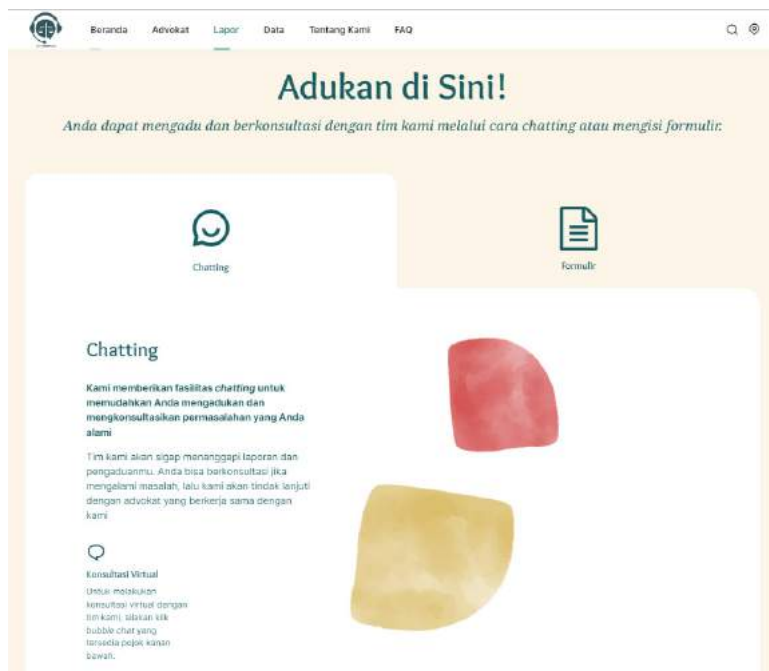 Beranda Advokat Lapor Data Tentang Kami FAQ
Adukan di Sini!
Anda dapat mengadu dan berkonsultasi dengan tim kami melalui cara chatting atau mengisi formulir.
Chatting
Formulir
Chatting
Kami memberikan fasilitas chatting untuk
memudahkan Anda mengadukan dan
mengkonsultasikan permasalahan yang Anda
alami
Tim kami akan sigap menanggapi laporan dan
pengaduanmu. Anda bisa berkonsultasi jika
mengalami masalah, lalu kami akan tindak lanjuti
dengan advokat yang berkerja sama dengan
kami
Konsultasi Virtual
Untuk melakukan
konsultasi virtual dengan
tim kami, silakan klik
bubble chat yang
tersedia pojok kanan
bawah.